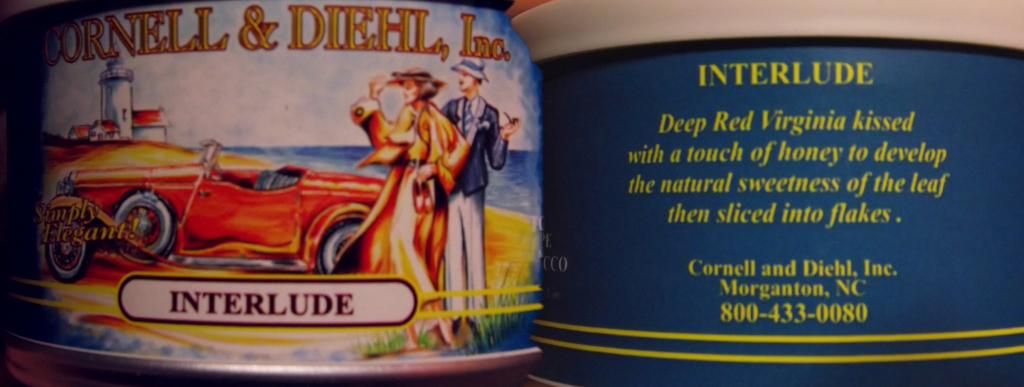 CORNELL & DIEHL, Inc.
Simply
Elegant!
INTERLUDE
INTERLUDE
Deep Red Virginia kissed
with a touch of honey to develop
the natural sweetness of the leaf
then sliced into flakes .
Cornell and Diehl, Inc.
Morganton, NC
800-433-0080